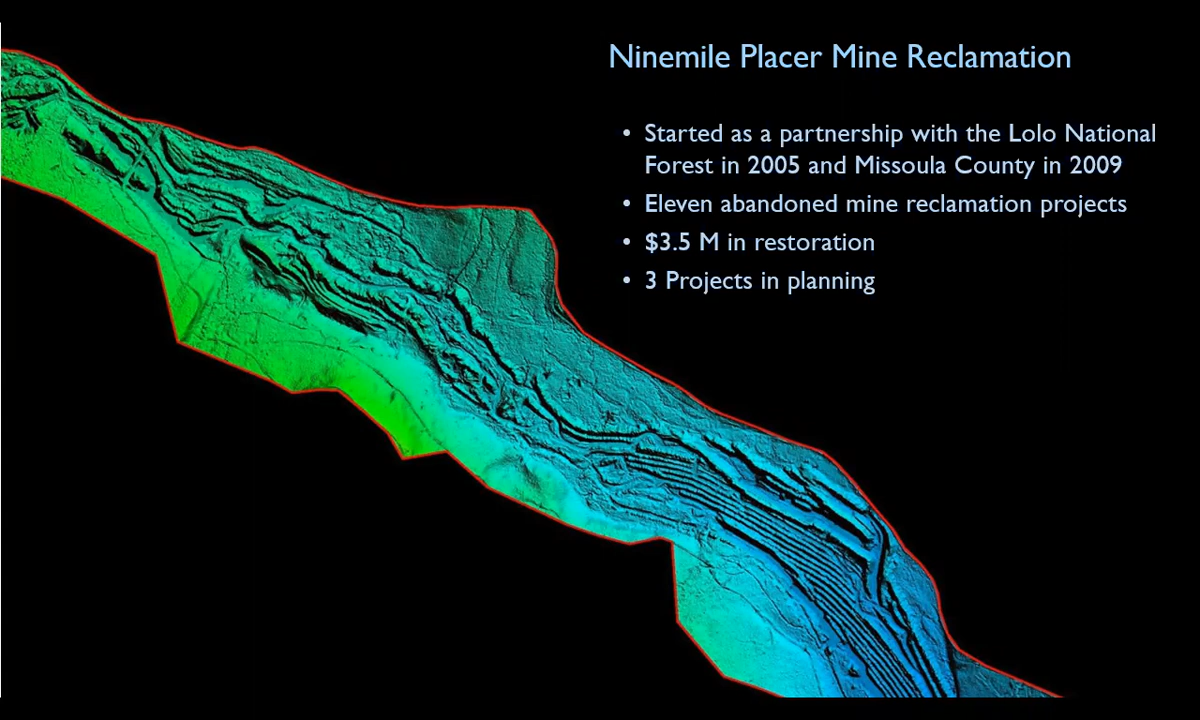 Ninemile Placer Mine Reclamation
• Started as a partnership with the Lolo National
Forest in 2005 and Missoula County in 2009
• Eleven abandoned mine reclamation projects
• $3.5 M in restoration
• 3 Projects in planning